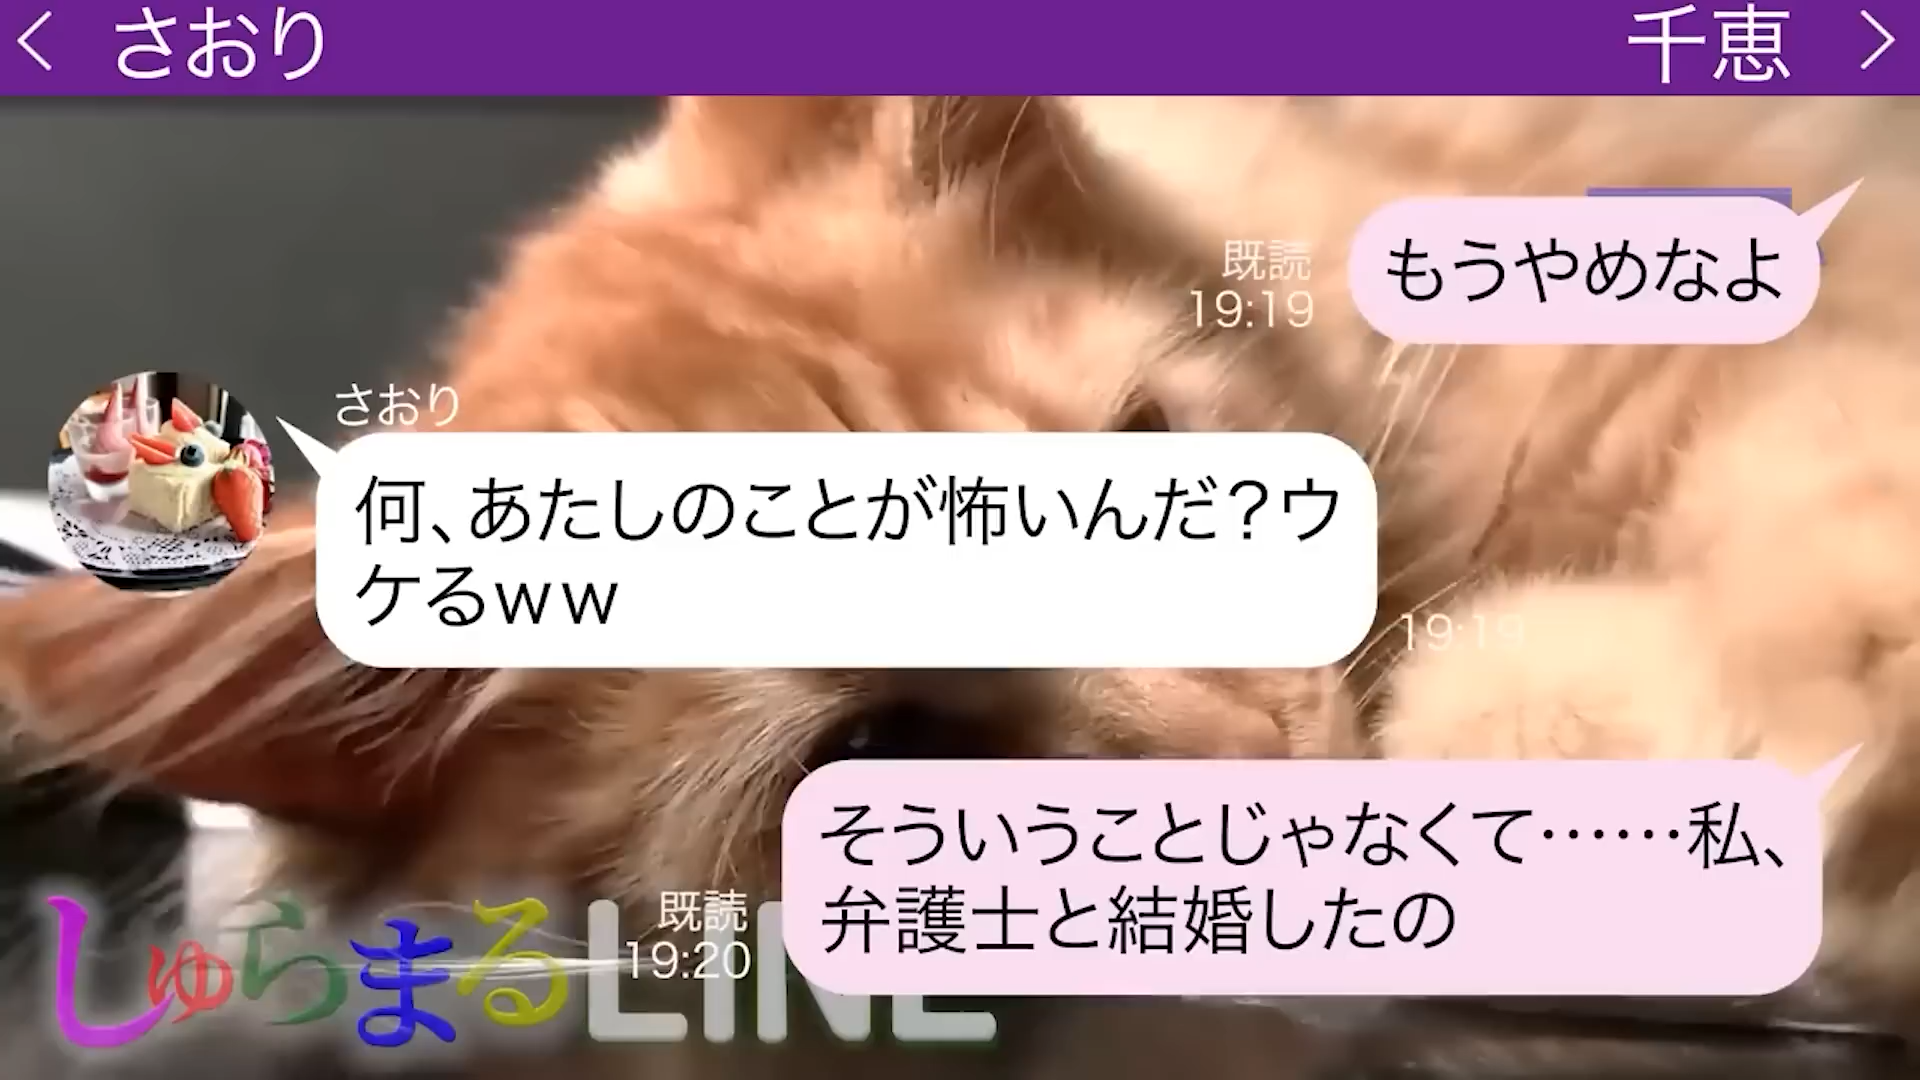 さおり
千恵
もうやめなよ
既読
19:19
さおり
何、あたしのことが怖いんだ？ウ
ケるｗｗ
19:19
そういうことじゃなくて……私、
弁護士と結婚したの
既読
19:20
しゅらまるLINE